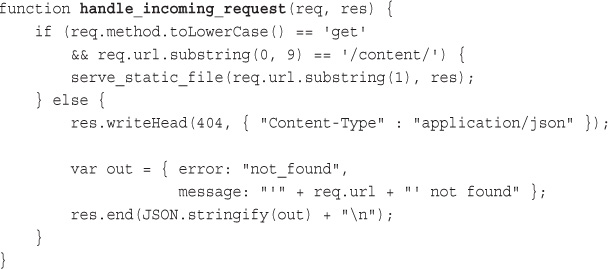 function handle_incoming_request(req, res) {
    if (req.method.toLowerCase() == 'get'
        && req.url.substring(0, 9) == '/content/') {
        serve_static_file(req.url.substring(1), res);
    } else {
        res.writeHead(404, { "Content-Type" : "application/json" });

        var out = { error: "not_found",
                    message: "'" + req.url + "' not found" };
        res.end(JSON.stringify(out) + "\n");
    }
}